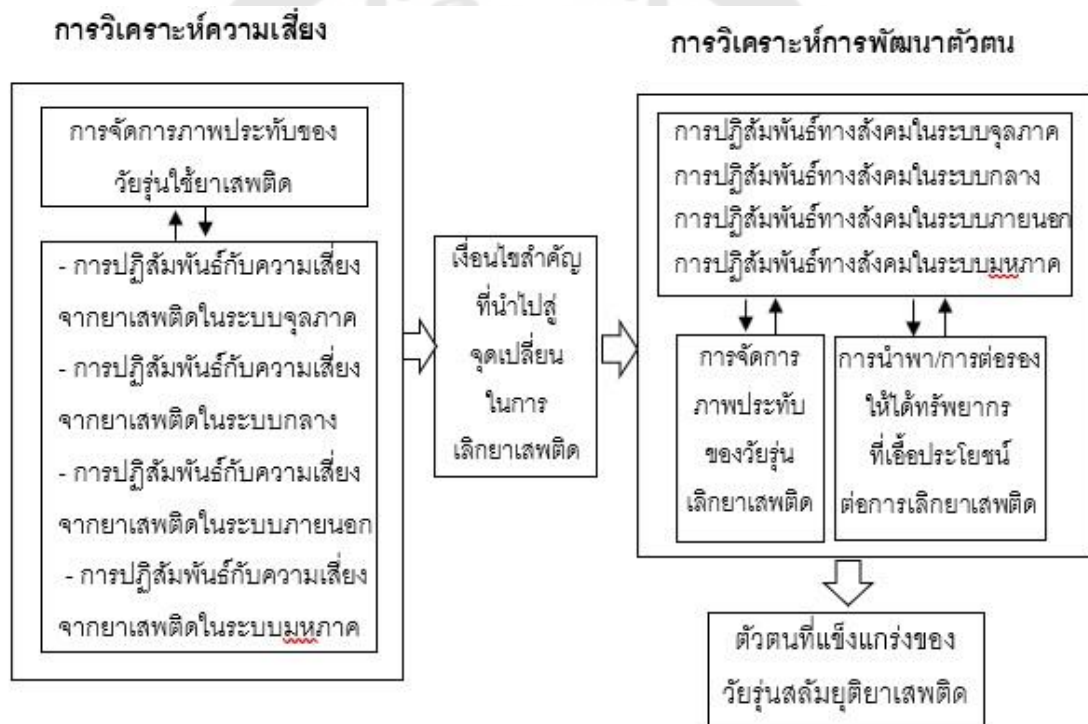 การวิเคราะห์ความเสี่ยง
การจัดการภาพประทับของ
วัยรุ่นใช้ยาเสพติด
- การปฏิสัมพันธ์กับความเสี่ยง
จากยาเสพติดในระบบจุลภาค
- การปฏิสัมพันธ์กับความเสี่ยง
จากยาเสพติดในระบบกลาง
- การปฏิสัมพันธ์กับความเสี่ยง
จากยาเสพติดในระบบภายนอก
- การปฏิสัมพันธ์กับความเสี่ยง
จากยาเสพติดในระบบมหภาค
เงื่อนไขสำคัญ
ที่นำไปสู่
จุดเปลี่ยน
ในการ
เลิกยาเสพติด
การวิเคราะห์การพัฒนาตัวตน
การปฏิสัมพันธ์ทางสังคมในระบบจุลภาค
การปฏิสัมพันธ์ทางสังคมในระบบกลาง
การปฏิสัมพันธ์ทางสังคมในระบบภายนอก
การปฏิสัมพันธ์ทางสังคมในระบบมหภาค
การจัดการ
ภาพประทับ
ของวัยรุ่น
เลิกยาเสพติด
การนำพา/การต่อรอง
ให้ได้ทรัพยากร
ที่เอื้อประโยชน์
ต่อการเลิกยาเสพติด
ตัวตนที่แข็งแกร่งของ
วัยรุ่นสลัมยุติยาเสพติด